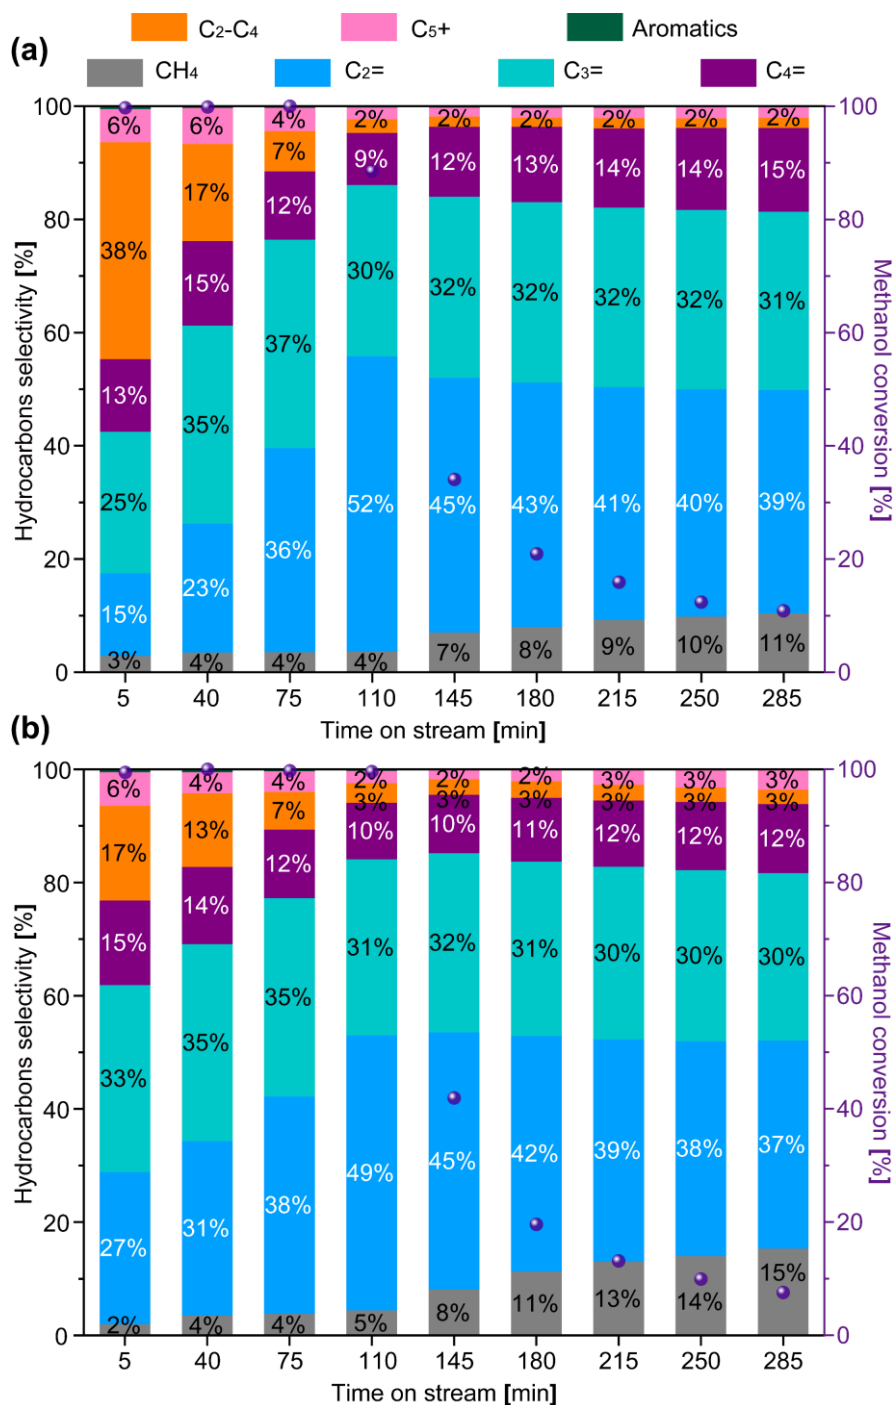 C2-C4 C5+ Aromatics
(a)
CH4 C2= C3= C4=
100 6% 6% 4% 2% 2% 2% 2% 2% 2% 100
7% 9% 12% 13% 14% 14% 15%
17% 12%
80 80
38% 15% 30% 32% 32% 32% 32% 31%
37%
60 60
13% 35%
40 40
25% 52% 45% 43% 41% 40% 39%
36%
20 23% 20
15%
3% 4% 4% 4% 7% 8% 9% 10% 11%
0 0
5 40 75 110 145 180 215 250 285
Hydrocarbons selectivity [%]
Methanol conversion [%]
Time on stream [min]
(b)
100 6% 4% 4% 2% 2% 2% 3% 3% 3% 100
17% 13% 7% 3% 3% 3% 3% 3% 3%
12% 10% 10% 11% 12% 12% 12%
80 80
15% 14%
31% 32% 31% 30% 30% 30%
35%
60 60
33% 35%
40 40
49% 45% 42% 39% 38% 37%
38%
20 27% 31% 20
2% 4% 4% 5% 8% 11% 13% 14% 15%
0 0
5 40 75 110 145 180 215 250 285
Hydrocarbons selectivity [%]
Methanol conversion [%]
Time on stream [min]